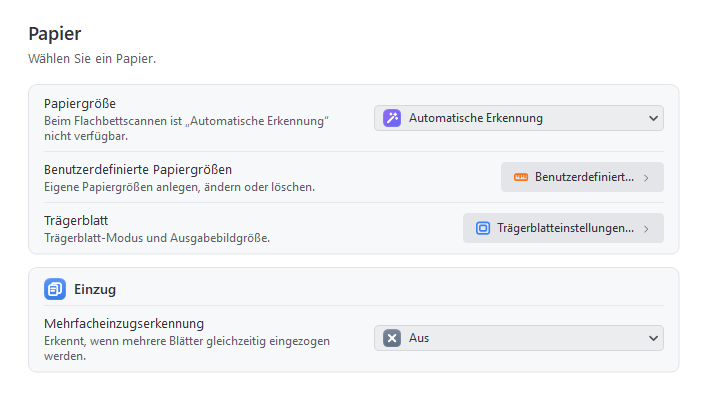 Papier
Wählen Sie ein Papier.
Papiergröße
Beim Flachbettscannen ist „Automatische Erkennung“
nicht verfügbar.
Automatische Erkennung
Benutzerdefinierte Papiergrößen
Eigene Papiergrößen anlegen, ändern oder löschen.
Benutzerdefiniert...
Trägerblatt
Trägerblatt-Modus und Ausgabebildgröße.
Trägerblatteinstellungen...
Einzug
Mehrfacheinzugserkennung
Erkennt, wenn mehrere Blätter gleichzeitig eingezogen
werden.
Aus